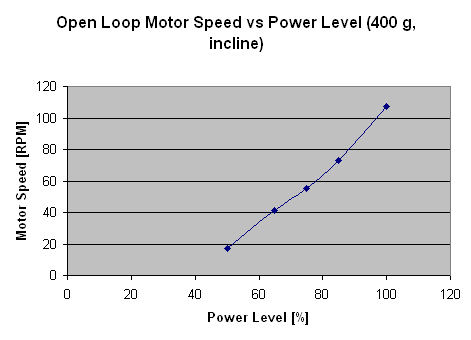 Open Loop Motor Speed vs Power Level (400 g,
incline)
Motor Speed [RPM]
120
100
80
60
40
20
0
0 20 40 60 80 100 120
Power Level [%]